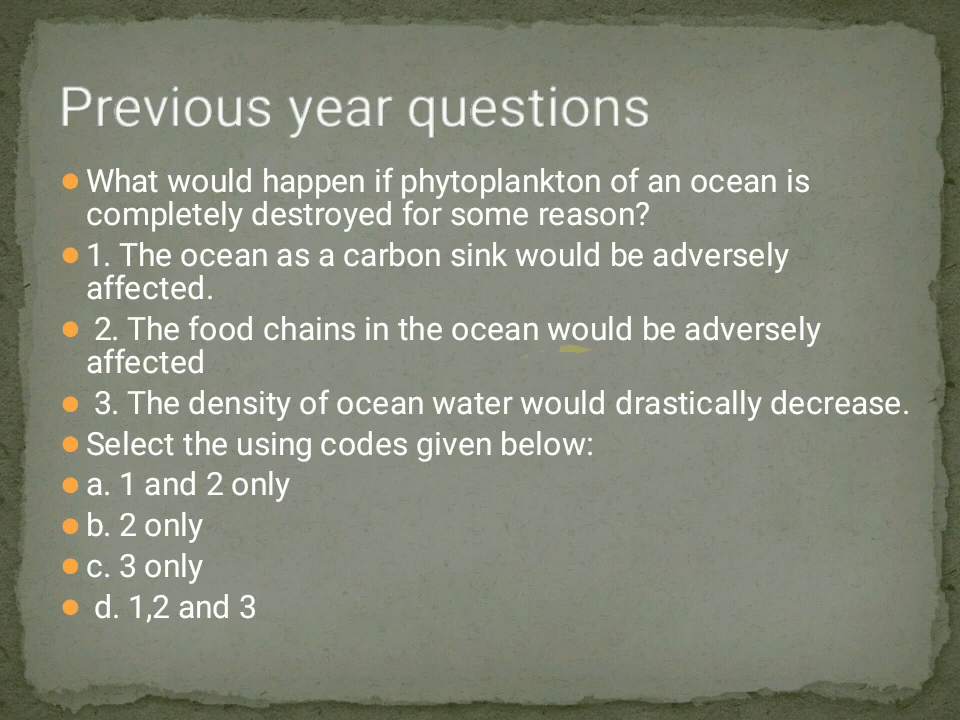 Previous year questions
What would happen if phytoplankton of an ocean is
completely destroyed for some reason?
1. The ocean as a carbon sink would be adversely
affected.
2. The food chains in the ocean would be adversely
affected
3. The density of ocean water would drastically decrease.
Select the using codes given below:
a. 1 and 2 only
b. 2 only
c. 3 only
d. 1,2 and 3